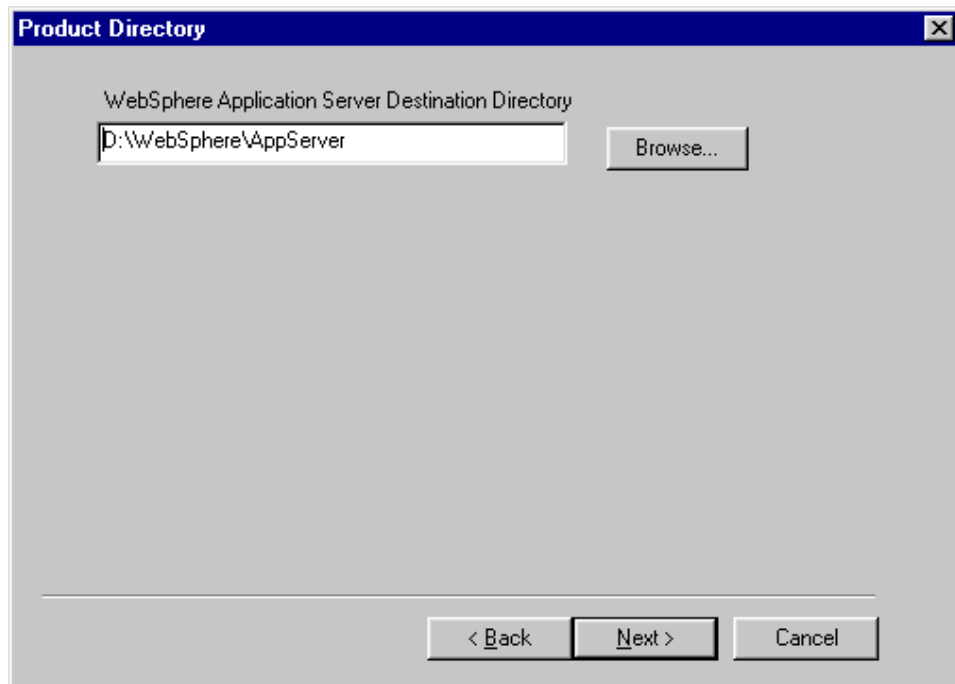 Product Directory
WebSphere Application Server Destination Directory
D:\WebSphere\AppServer
Browse...
< Back
Next >
Cancel